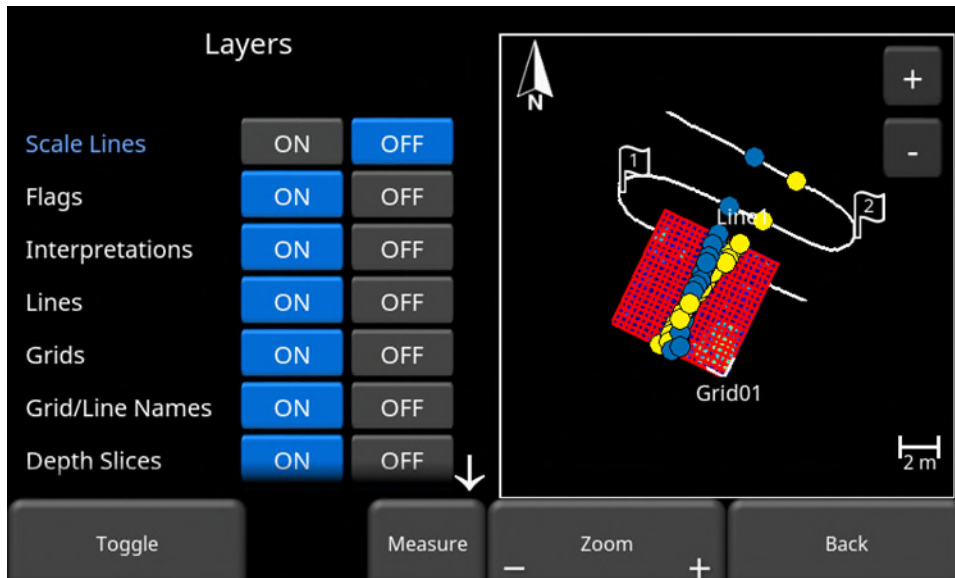 Layers
Scale Lines ON OFF
Flags ON OFF
Interpretations ON OFF
Lines ON OFF
Grids ON OFF
Grid/Line Names ON OFF
Depth Slices ON OFF
N
+
-
1
2
Line1
Grid01
2 m
Toggle
Measure
− Zoom +
Back